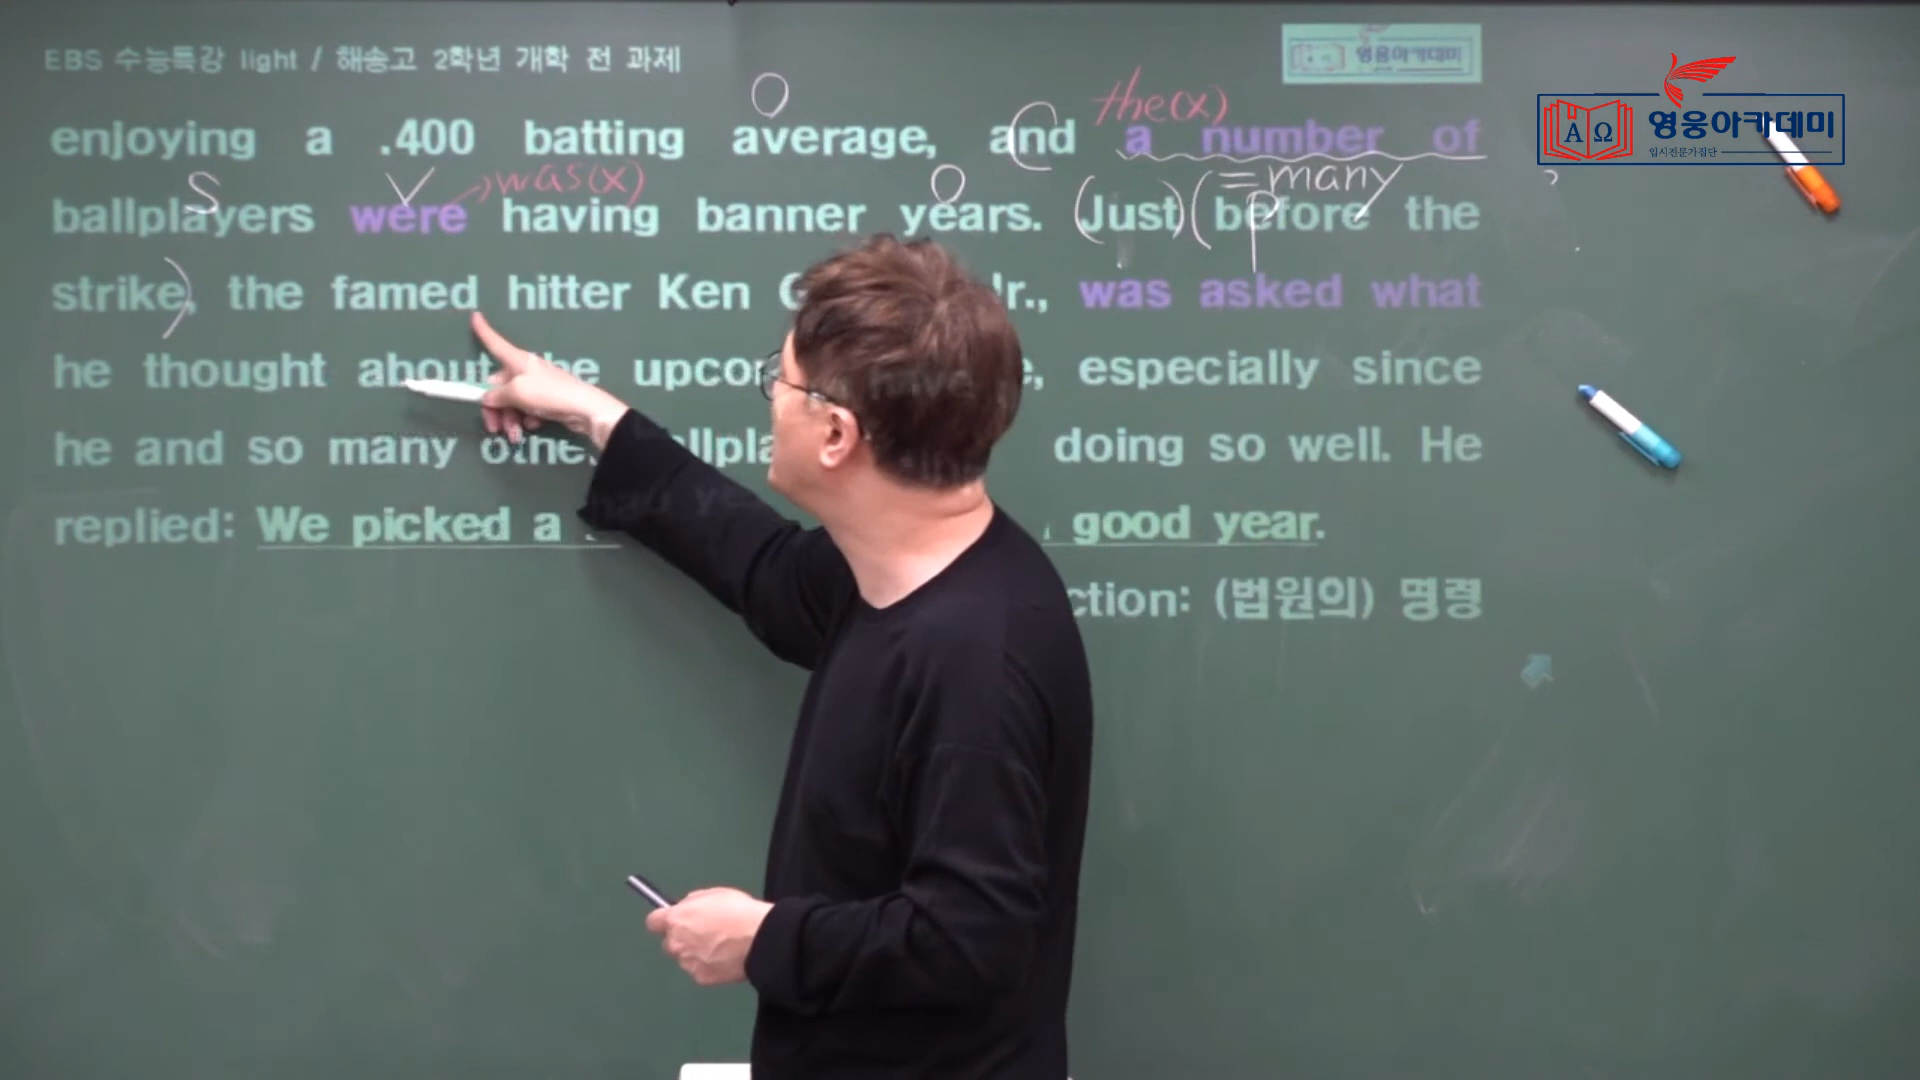 EBS 수능특강 light / 해송고 2학년 개학 전 과제
영웅아카데미
영웅아카데미
입시전문가집단
ΑΩ
O
the(x)
enjoying a .400 batting average, and a number of
S V was(x) O =many
ballplayers were having banner years. (Just) (before the
p
strike), the famed hitter Ken Jr., was asked what
he thought about the especially since
he and so many doing so well. He
replied: We picked a good year.
ction: (법원의) 명령